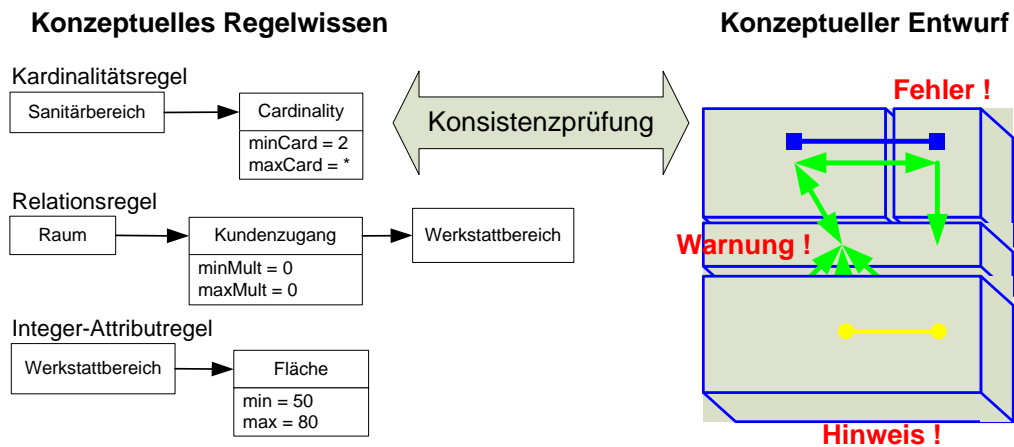 Konzeptuelles Regelwissen
Konzeptueller Entwurf
Kardinalitätsregel
Sanitärbereich
Cardinality
minCard = 2
maxCard = *
Konsistenzprüfung
Fehler !
Relationsregel
Raum
Kundenzugang
Werkstattbereich
minMult = 0
maxMult = 0
Warnung !
Integer-Attributregel
Werkstattbereich
Fläche
min = 50
max = 80
Hinweis !